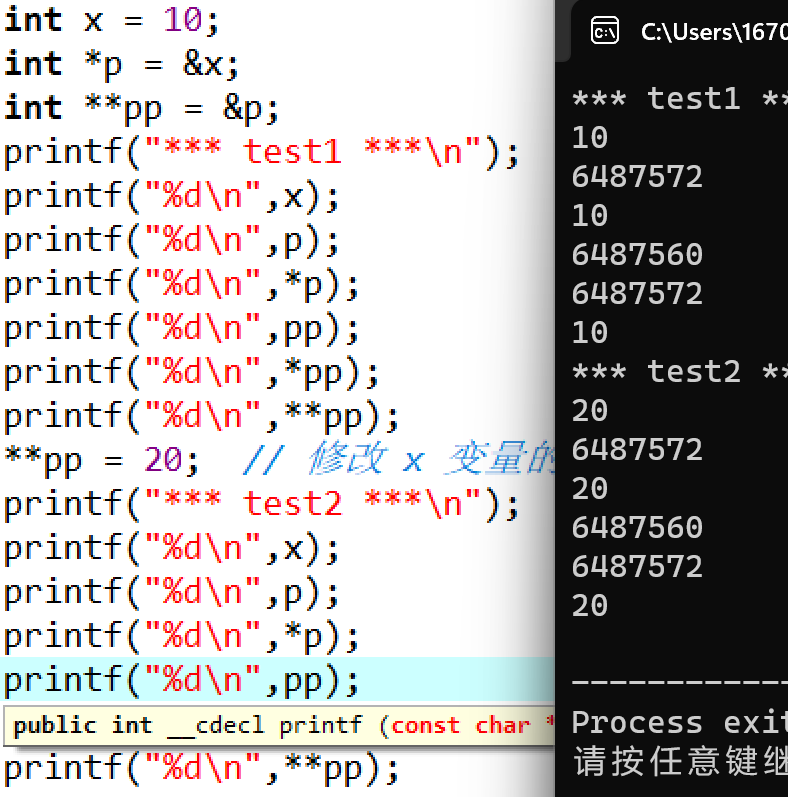 int x = 10;
int *p = &x;
int **pp = &p;
printf("*** test1 ***\n");
printf("%d\n",x);
printf("%d\n",p);
printf("%d\n",*p);
printf("%d\n",pp);
printf("%d\n",*pp);
printf("%d\n",**pp);
**pp = 20;  // 修改 x 变量的
printf("*** test2 ***\n");
printf("%d\n",x);
printf("%d\n",p);
printf("%d\n",*p);
printf("%d\n",pp);
public int __cdecl printf (const char *
printf("%d\n",**pp);
C:\Users\1670
*** test1 **
10
6487572
10
6487560
6487572
10
*** test2 **
20
6487572
20
6487560
6487572
20
------------
Process exit
请按任意键继